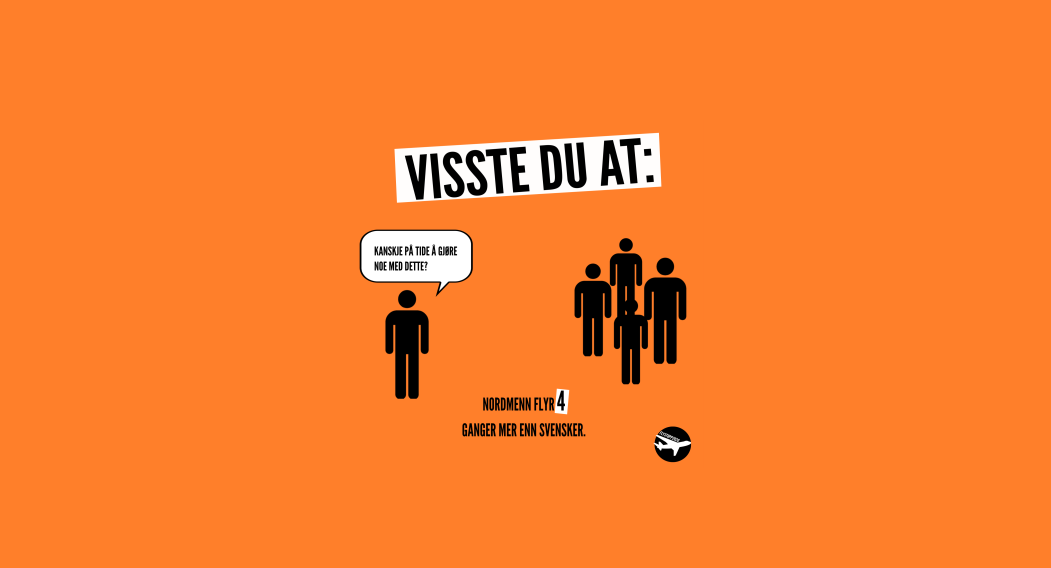 VISSTE DU AT:
KANSKJE PÅ TIDE Å GJØRE
NOE MED DETTE?
NORDMENN FLYR 4
GANGER MER ENN SVENSKER.